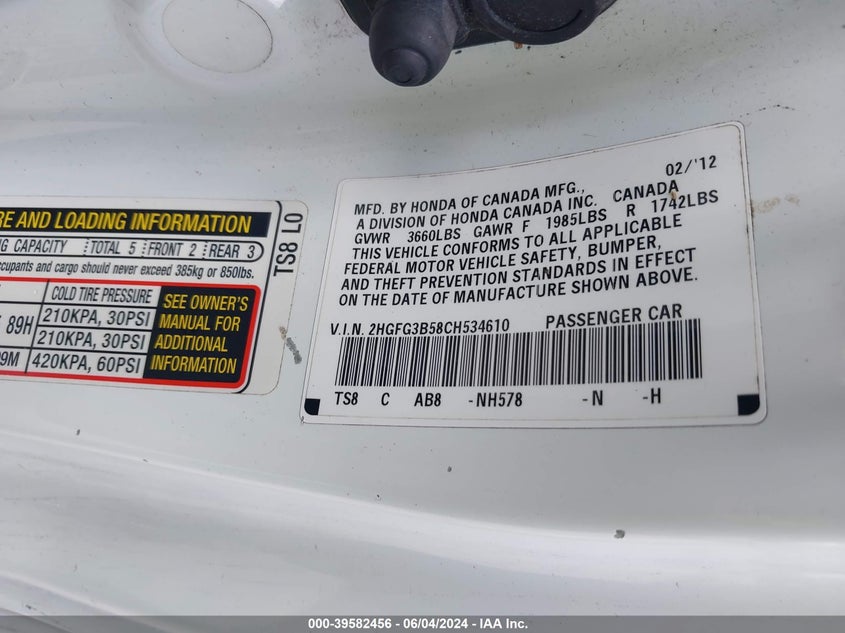 RE AND LOADING INFORMATION
NG CAPACITY TOTAL 5 FRONT 2 REAR 3
ccupants and cargo should never exceed 385kg or 850lbs.
COLD TIRE PRESSURE
89H 210KPA, 30PSI
210KPA, 30PSI
9M 420KPA, 60PSI
SEE OWNER'S
MANUAL FOR
ADDITIONAL
INFORMATION
TS8 L0
02/'12
MFD. BY HONDA OF CANADA MFG.,
A DIVISION OF HONDA CANADA INC. CANADA
GVWR 3660LBS GAWR F 1985LBS R 1742LBS
THIS VEHICLE CONFORMS TO ALL APPLICABLE
FEDERAL MOTOR VEHICLE SAFETY, BUMPER,
AND THEFT PREVENTION STANDARDS IN EFFECT
ON THE DATE OF MANUFACTURE SHOWN ABOVE.
V.I.N. 2HGFG3B58CH534610 PASSENGER CAR
TS8 C AB8 -NH578 -N -H
000-39582456 - 06/04/2024 - IAA Inc.